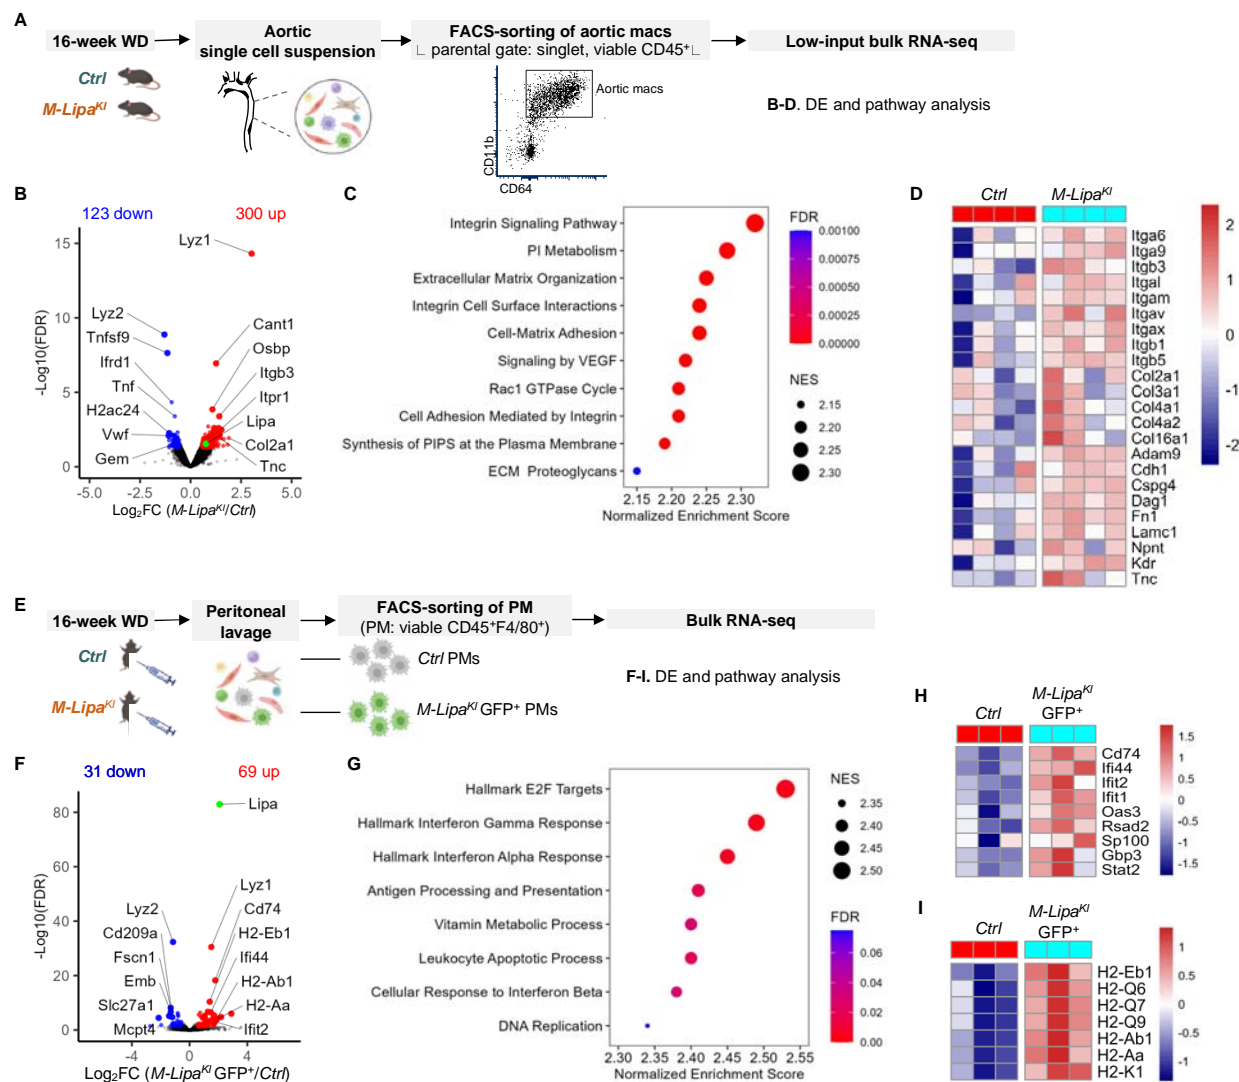 A
16-week WD
Aortic
single cell suspension
FACS-sorting of aortic macs
∟ parental gate: singlet, viable CD45⁺∟
Low-input bulk RNA-seq
Ctrl
M-Lipaᴷᴵ
Aortic macs
CD11b
CD64
B-D. DE and pathway analysis
B
123 down
300 up
Lyz1
Lyz2
Tnfsf9
Ifrd1
Tnf
H2ac24
Vwf
Gem
Cant1
Osbp
Itgb3
Itpr1
Lipa
Col2a1
Tnc
-Log10(FDR)
15
10
5
0
-5.0
-2.5
0.0
2.5
5.0
Log₂FC (M-Lipaᴷᴵ/Ctrl)
C
Integrin Signaling Pathway
PI Metabolism
Extracellular Matrix Organization
Integrin Cell Surface Interactions
Cell-Matrix Adhesion
Signaling by VEGF
Rac1 GTPase Cycle
Cell Adhesion Mediated by Integrin
Synthesis of PIPS at the Plasma Membrane
ECM Proteoglycans
2.15
2.20
2.25
2.30
Normalized Enrichment Score
FDR
0.00100
0.00075
0.00050
0.00025
0.00000
NES
2.15
2.20
2.25
2.30
D
Ctrl
M-Lipaᴷᴵ
Itga6
Itga9
Itgb3
Itgal
Itgam
Itgav
Itgax
Itgb1
Itgb5
Col2a1
Col3a1
Col4a1
Col4a2
Col16a1
Adam9
Cdh1
Cspg4
Dag1
Fn1
Lamc1
Npnt
Kdr
Tnc
2
1
0
-1
-2
E
16-week WD
Peritoneal
lavage
FACS-sorting of PM
(PM: viable CD45⁺F4/80⁺)
Bulk RNA-seq
Ctrl
M-Lipaᴷᴵ
Ctrl PMs
M-Lipaᴷᴵ GFP⁺ PMs
F-I. DE and pathway analysis
F
31 down
69 up
Lipa
Lyz1
Cd74
H2-Eb1
Ifi44
H2-Ab1
H2-Aa
Ifit2
Lyz2
Cd209a
Fscn1
Emb
Slc27a1
Mcpt4
-Log10(FDR)
80
60
40
20
0
-4
0
4
Log₂FC (M-Lipaᴷᴵ GFP⁺/Ctrl)
G
Hallmark E2F Targets
Hallmark Interferon Gamma Response
Hallmark Interferon Alpha Response
Antigen Processing and Presentation
Vitamin Metabolic Process
Leukocyte Apoptotic Process
Cellular Response to Interferon Beta
DNA Replication
2.30
2.35
2.40
2.45
2.50
2.55
Normalized Enrichment Score
NES
2.35
2.40
2.45
2.50
FDR
0.06
0.04
0.02
0.00
H
Ctrl
M-Lipaᴷᴵ
GFP⁺
Cd74
Ifi44
Ifit2
Ifit1
Oas3
Rsad2
Sp100
Gbp3
Stat2
1.5
1
0.5
0
-0.5
-1
-1.5
I
Ctrl
M-Lipaᴷᴵ
GFP⁺
H2-Eb1
H2-Q6
H2-Q7
H2-Q9
H2-Ab1
H2-Aa
H2-K1
1
0.5
0
-0.5
-1